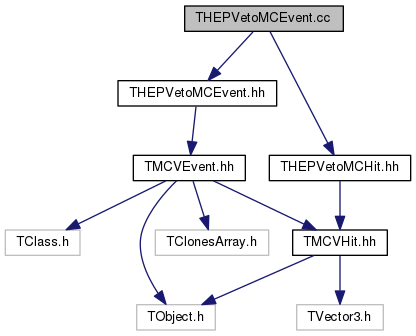 THEPVetoMCEvent.cc
THEPVetoMCEvent.hh
TMCVEvent.hh
THEPVetoMCHit.hh
TClass.h
TClonesArray.h
TMCVHit.hh
TObject.h
TVector3.h